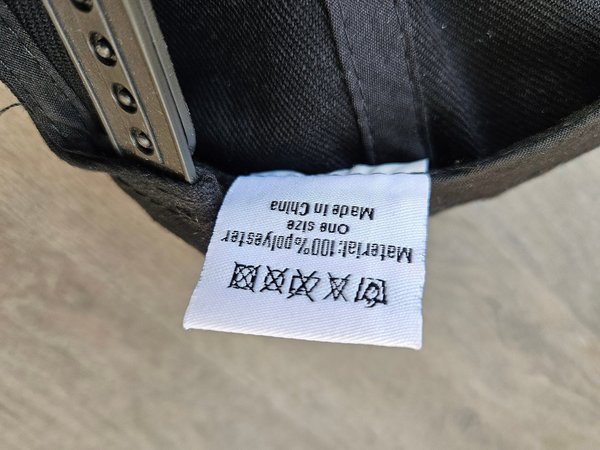 Material:100%polyester
One size
Made in China